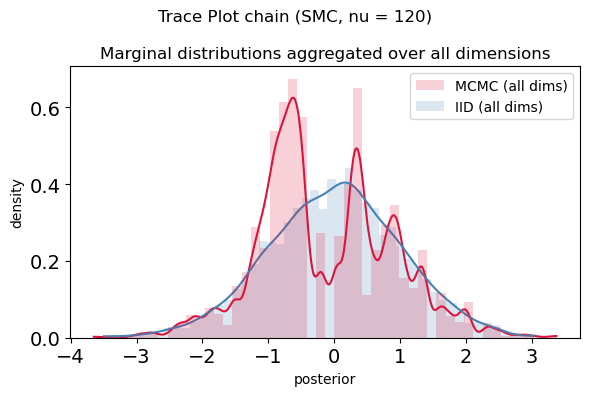 Trace Plot chain (SMC, nu = 120)
Marginal distributions aggregated over all dimensions
MCMC (all dims)
IID (all dims)
density
0.6
0.4
0.2
0.0
−4 −3 −2 −1 0 1 2 3
posterior